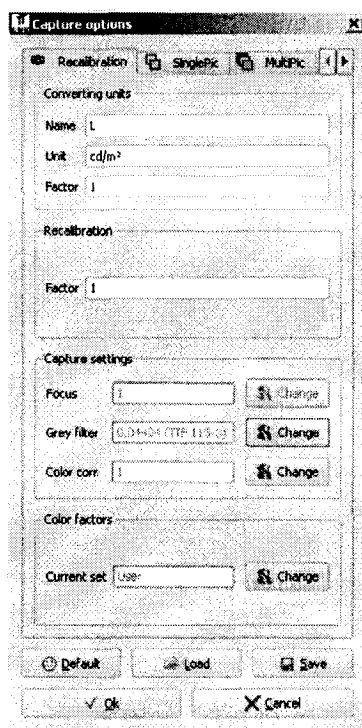 Capture options
Recalibration SinglePic MultiPic
Converting units
Name L
Unit cd/m²
Factor 1
Recalibration
Factor 1
Capture settings
Focus 1 Change
Grey filter Change
Color corr. 1 Change
Color factors
Current set user Change
Default Load Save
Ok Cancel